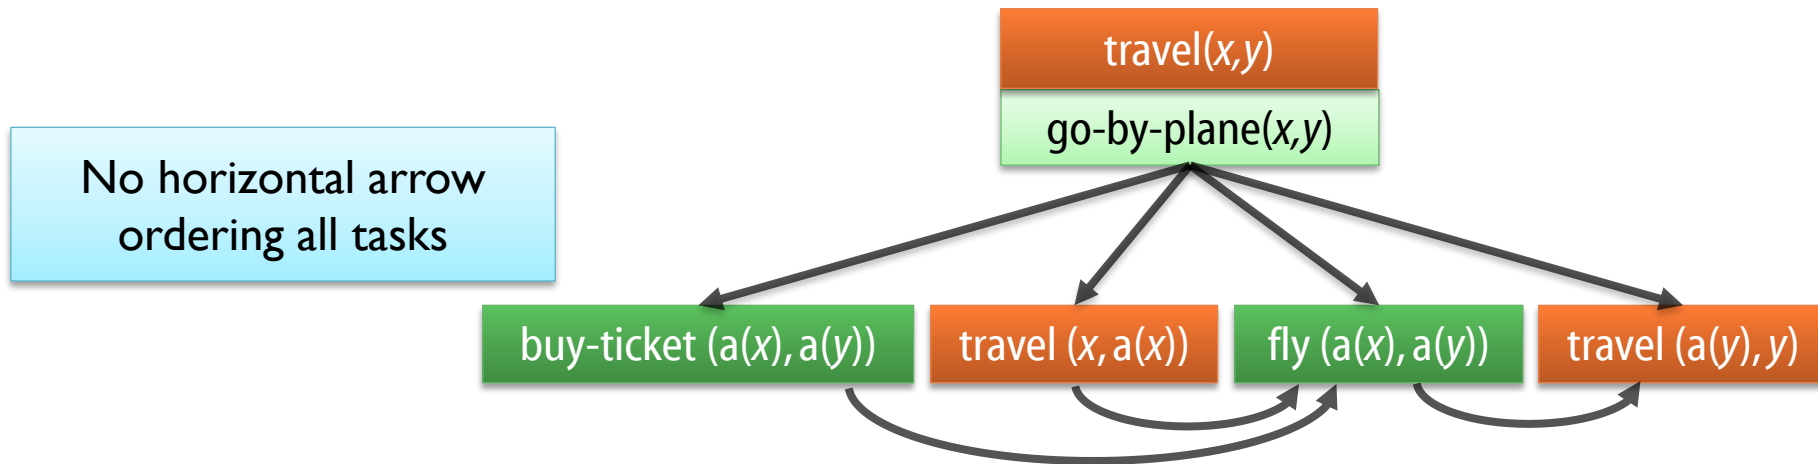 travel(x,y)
go-by-plane(x,y)
No horizontal arrow
ordering all tasks
buy-ticket (a(x), a(y))
travel (x, a(x))
fly (a(x), a(y))
travel (a(y), y)